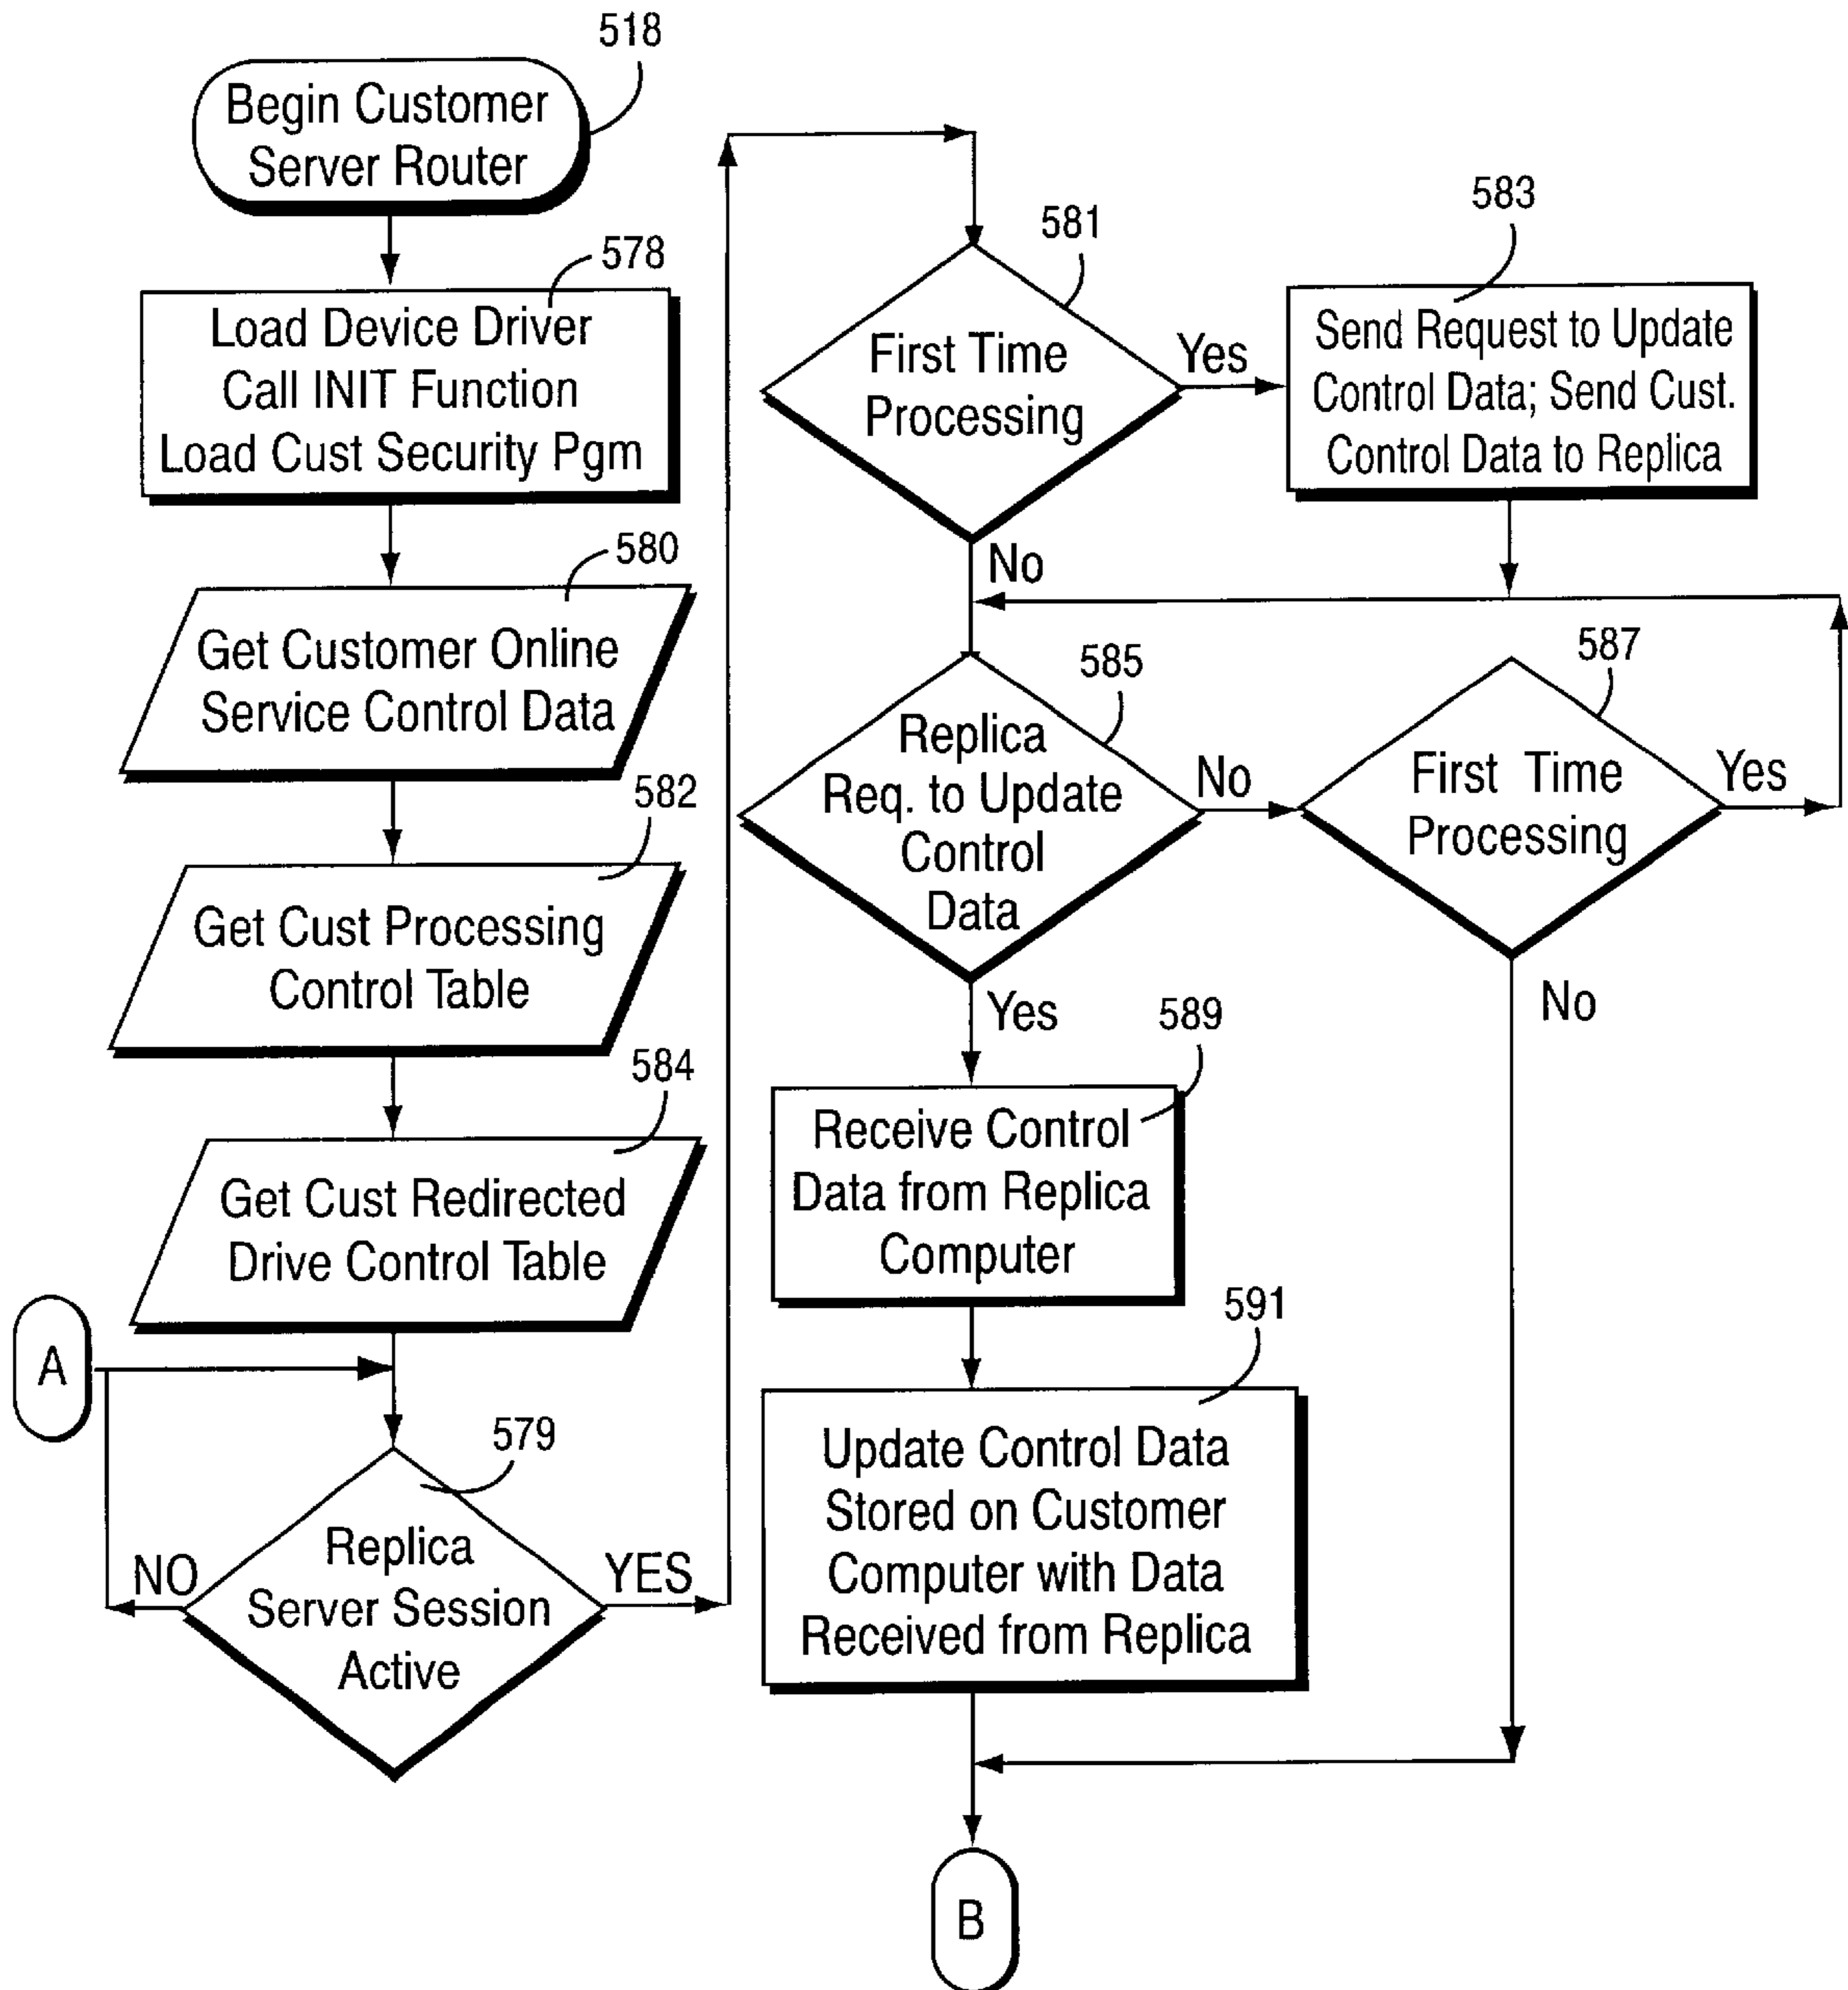 518
Begin Customer
Server Router
578
Load Device Driver
Call INIT Function
Load Cust Security Pgm
580
Get Customer Online
Service Control Data
582
Get Cust Processing
Control Table
584
Get Cust Redirected
Drive Control Table
A
579
Replica
Server Session
Active
NO
YES
581
First Time
Processing
Yes
No
583
Send Request to Update
Control Data; Send Cust.
Control Data to Replica
585
Replica
Req. to Update
Control
Data
No
Yes
587
First Time
Processing
Yes
No
589
Receive Control
Data from Replica
Computer
591
Update Control Data
Stored on Customer
Computer with Data
Received from Replica
B